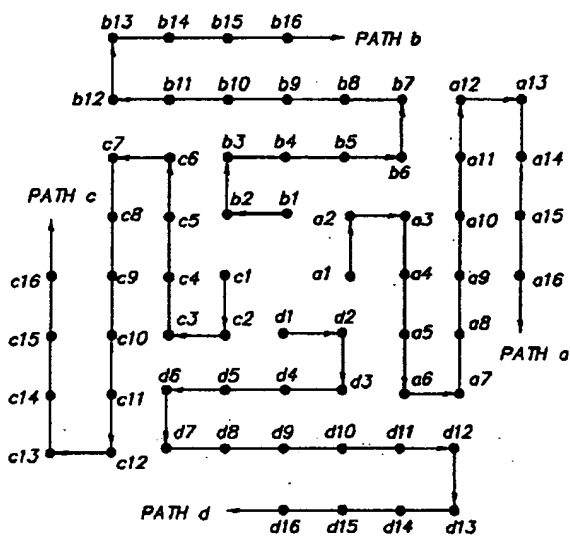 b13 b14 b15 b16 PATH b
b12 b11 b10 b9 b8 b7 a12 a13
c7 c6 b3 b4 b5 b6 a11 a14
PATH c c8 c5 b2 b1 a2 a3 a10 a15
c16 c9 c4 c1 a1 a4 a9 a16
c15 c10 c3 c2 d1 d2 a5 a8 PATH a
c14 c11 d6 d5 d4 d3 a6 a7
c13 c12 d7 d8 d9 d10 d11 d12
PATH d d16 d15 d14 d13